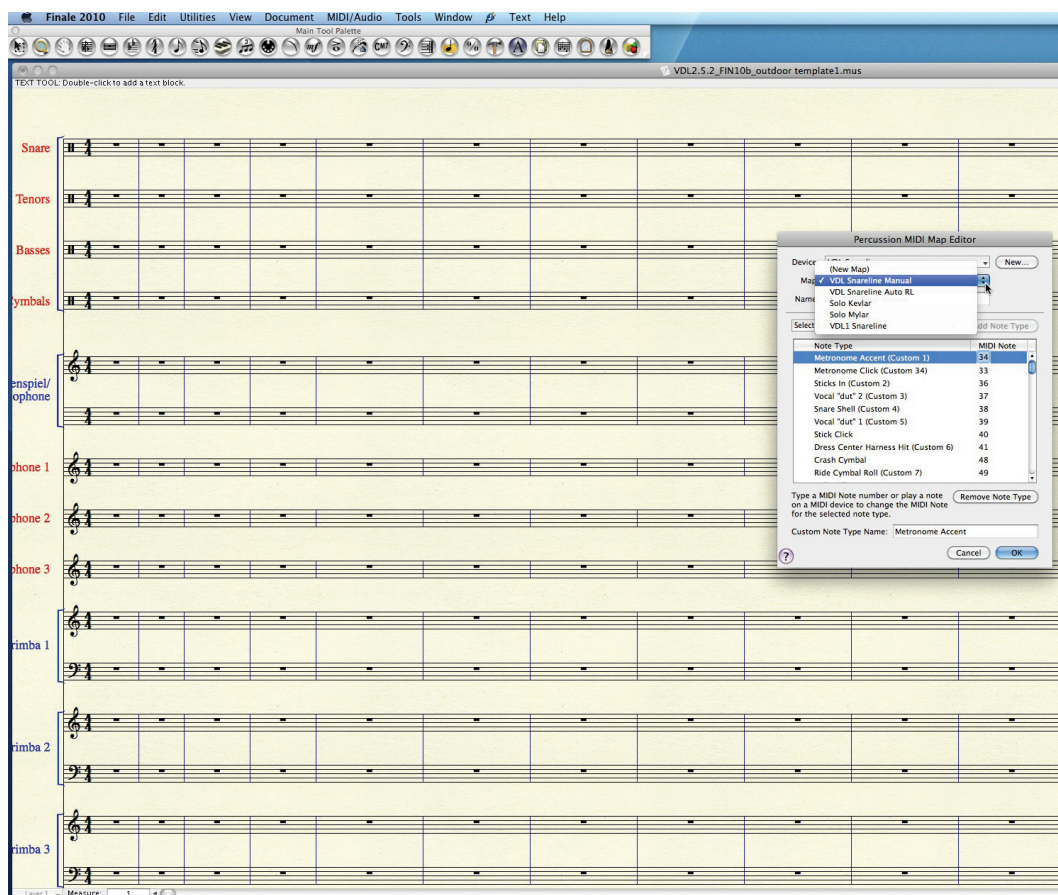 Finale 2010 File Edit Utilities View Document MIDI/Audio Tools Window Text Help
Main Tool Palette
VDL2.5.2_FIN10b_outdoor template1.mus
TEXT TOOL: Double-click to add a text block.
Snare
Tenors
Basses
ymbals
enspiel/
ophone
phone 1
phone 2
phone 3
rimba 1
rimba 2
rimba 3
Percussion MIDI Map Editor
Device: VDL Snareline New...
(New Map)
Map ✓ VDL Snareline Manual
VDL Snareline Auto RL
Name
Solo Kevlar
Solo Mylar
Select VDL1 Snareline dd Note Type
Note Type MIDI Note
Metronome Accent (Custom 1) 34
Metronome Click (Custom 34) 33
Sticks In (Custom 2) 36
Vocal "dut" 2 (Custom 3) 37
Snare Shell (Custom 4) 38
Vocal "dut" 1 (Custom 5) 39
Stick Click 40
Dress Center Harness Hit (Custom 6) 41
Crash Cymbal 48
Ride Cymbal Roll (Custom 7) 49
Type a MIDI Note number or play a note
on a MIDI device to change the MIDI Note
for the selected note type.
Remove Note Type
Custom Note Type Name: Metronome Accent
? Cancel OK
Layer 1 Measure: 1